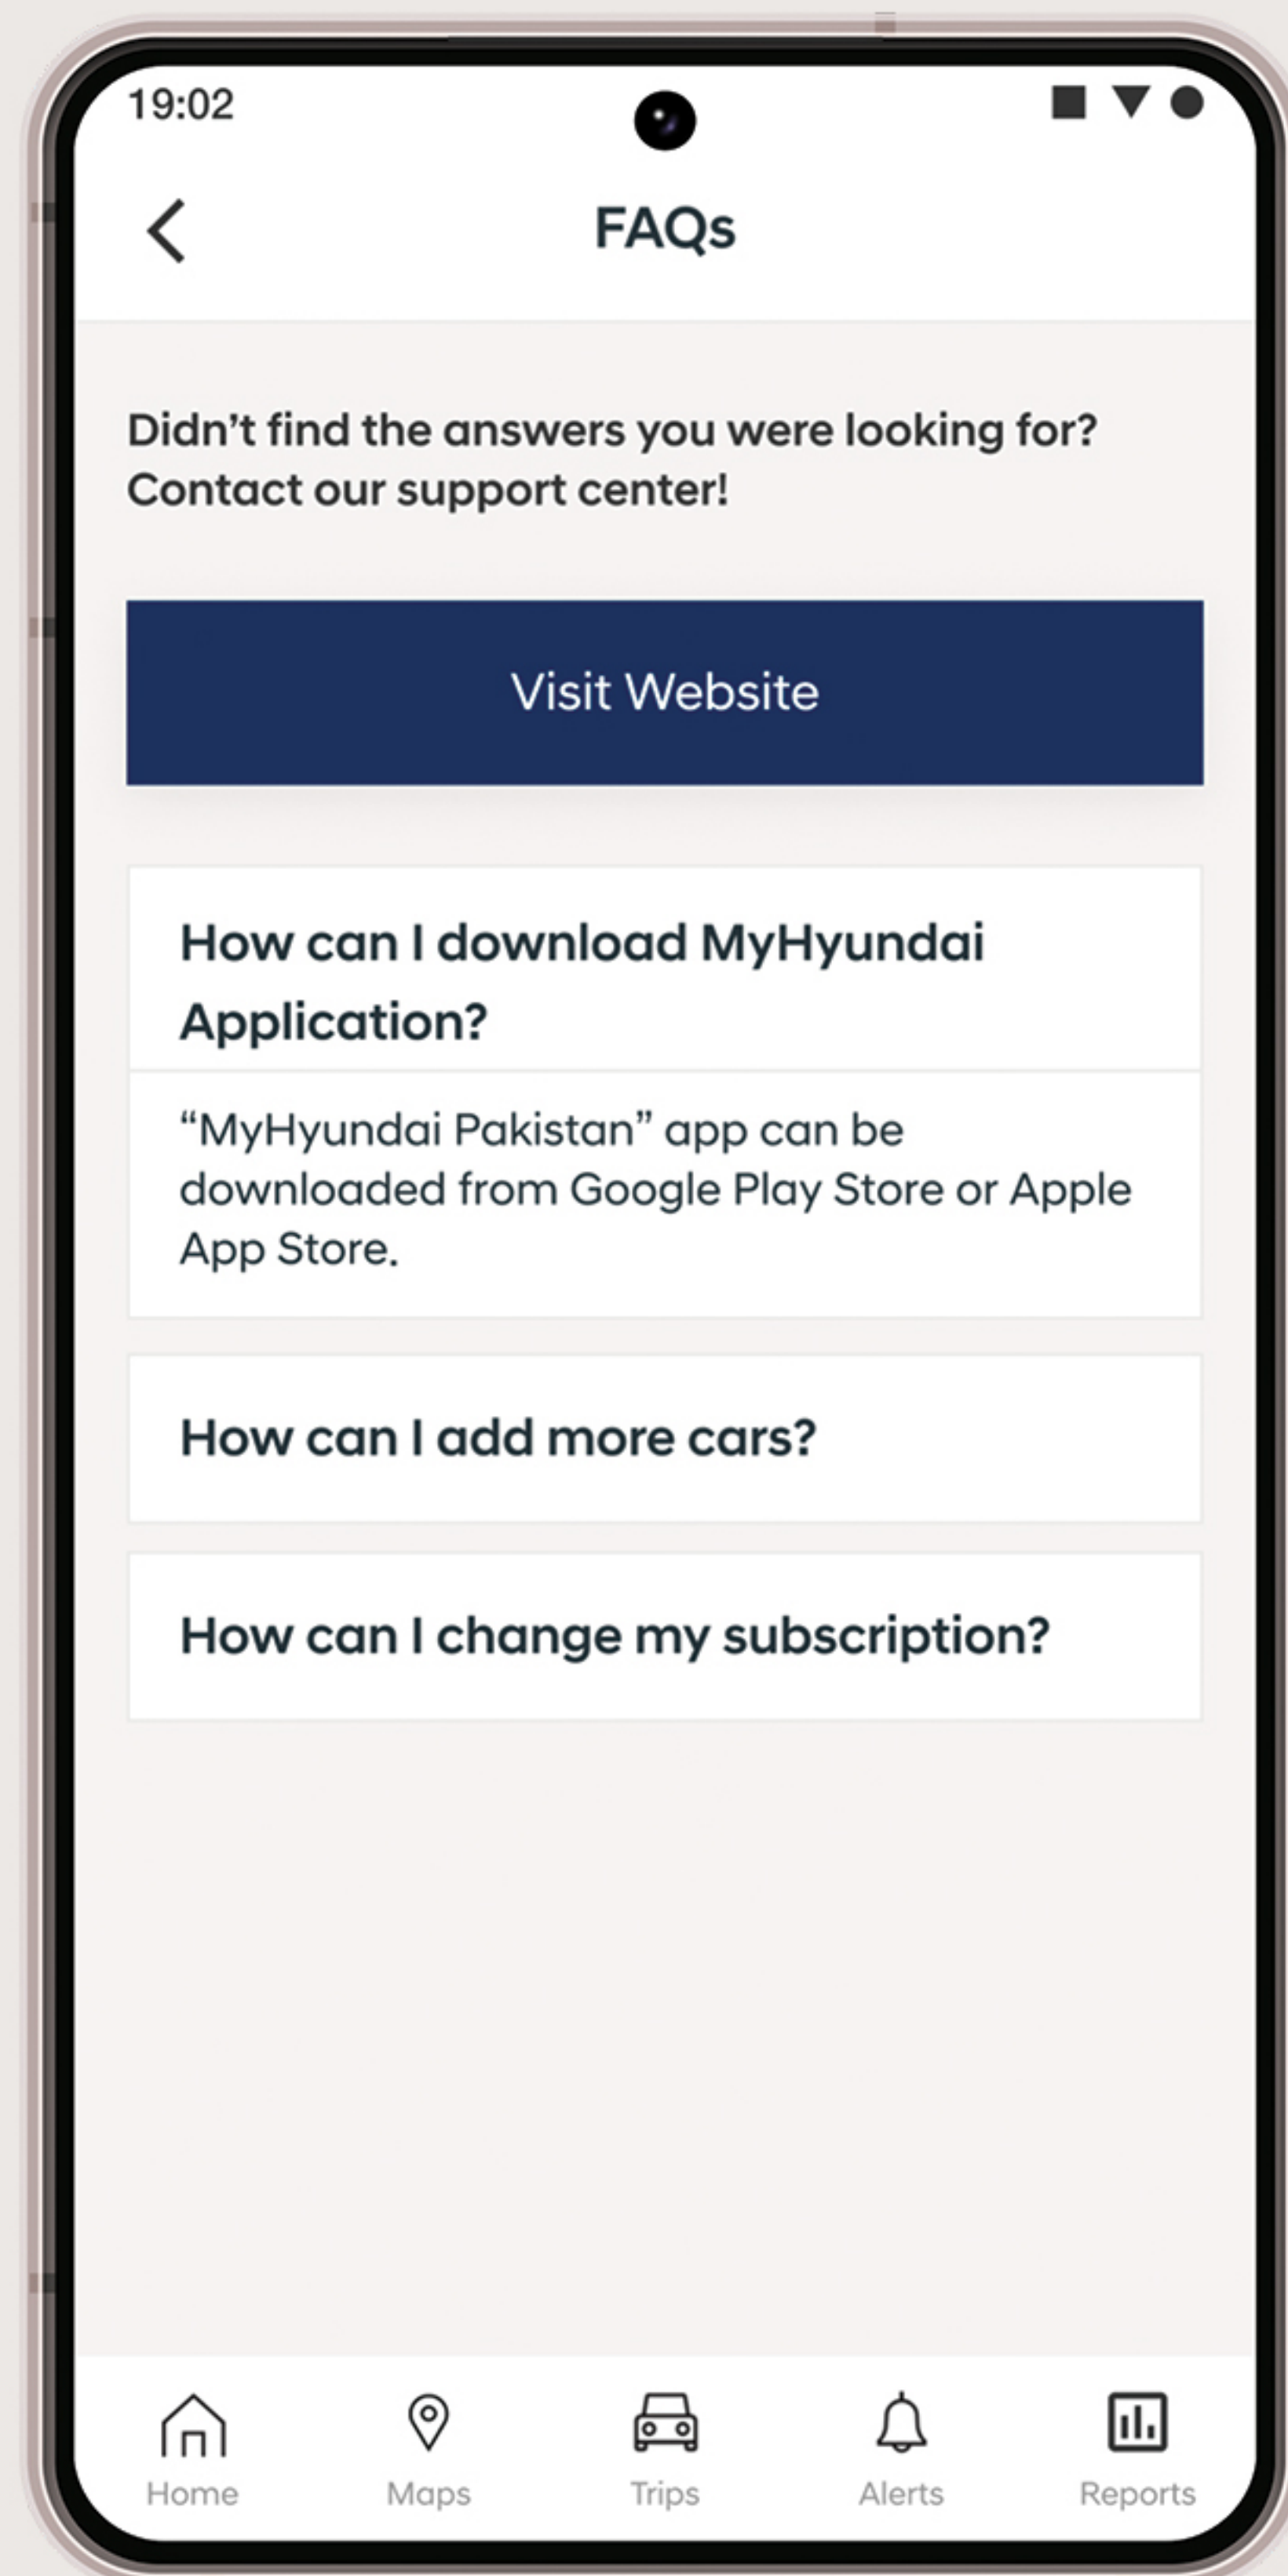 19:02
FAQs
Didn’t find the answers you were looking for?
Contact our support center!
Visit Website
How can I download MyHyundai
Application?
“MyHyundai Pakistan” app can be
downloaded from Google Play Store or Apple
App Store.
How can I add more cars?
How can I change my subscription?
Home
Maps
Trips
Alerts
Reports